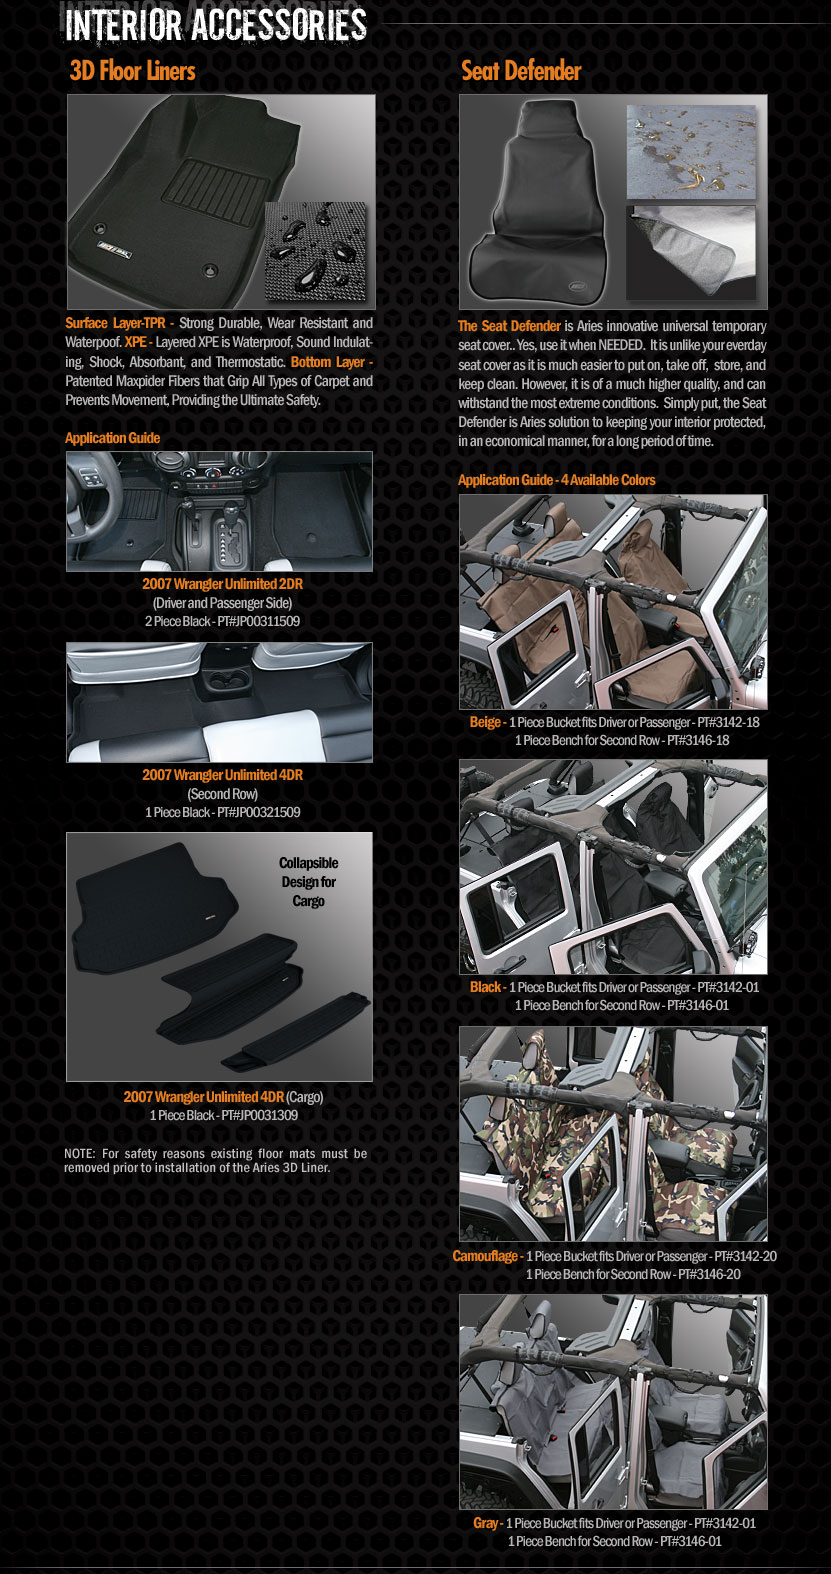 INTERIOR ACCESSORIES
3D Floor Liners
Surface Layer-TPR - Strong Durable, Wear Resistant and
Waterpoof. XPE - Layered XPE is Waterproof, Sound Indulat-
ing, Shock, Absorbant, and Thermostatic. Bottom Layer -
Patented Maxpider Fibers that Grip All Types of Carpet and
Prevents Movement, Providing the Ultimate Safety.
Application Guide
2007 Wrangler Unlimited 2DR
(Driver and Passenger Side)
2 Piece Black - PT#JP00311509
2007 Wrangler Unlimited 4DR
(Second Row)
1 Piece Black - PT#JP00321509
Collapsible
Design for
Cargo
2007 Wrangler Unlimited 4DR (Cargo)
1 Piece Black - PT#JP0031309
NOTE: For safety reasons existing floor mats must be
removed prior to installation of the Aries 3D Liner.
Seat Defender
The Seat Defender is Aries innovative universal temporary
seat cover.. Yes, use it when NEEDED. It is unlike your everday
seat cover as it is much easier to put on, take off, store, and
keep clean. However, it is of a much higher quality, and can
withstand the most extreme conditions. Simply put, the Seat
Defender is Aries solution to keeping your interior protected,
in an economical manner, for a long period of time.
Application Guide - 4 Available Colors
Beige - 1 Piece Bucket fits Driver or Passenger - PT#3142-18
1 Piece Bench for Second Row - PT#3146-18
Black - 1 Piece Bucket fits Driver or Passenger - PT#3142-01
1 Piece Bench for Second Row - PT#3146-01
Camouflage - 1 Piece Bucket fits Driver or Passenger - PT#3142-20
1 Piece Bench for Second Row - PT#3146-20
Gray - 1 Piece Bucket fits Driver or Passenger - PT#3142-01
1 Piece Bench for Second Row - PT#3146-01